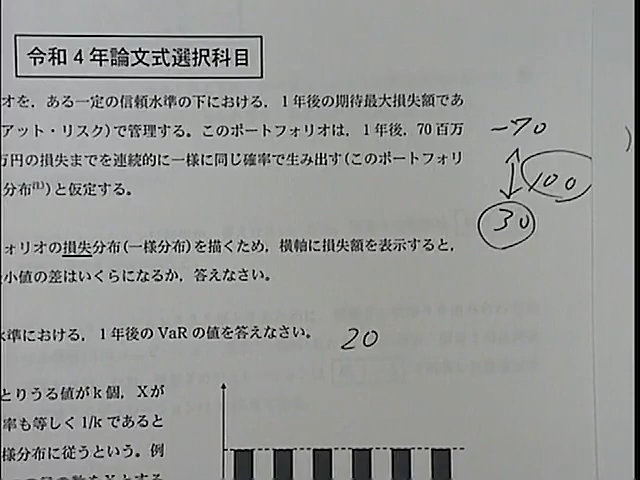 令和4年論文式選択科目
オを，ある一定の信頼水準の下における，1年後の期待最大損失額であ
アット・リスク)で管理する。このポートフォリオは，1年後，70百万
万円の損失までを連続的に一様に同じ確率で生み出す(このポートフォリ
分布⁽¹⁾)と仮定する。
-70
100
30
ォリオの損失分布(一様分布)を描くため，横軸に損失額を表示すると，
小値の差はいくらになるか，答えなさい。
水準における，1年後のVaRの値を答えなさい。
20
とりうる値がk個，Xが
率も等しく1/kであると
様分布に従うという。例